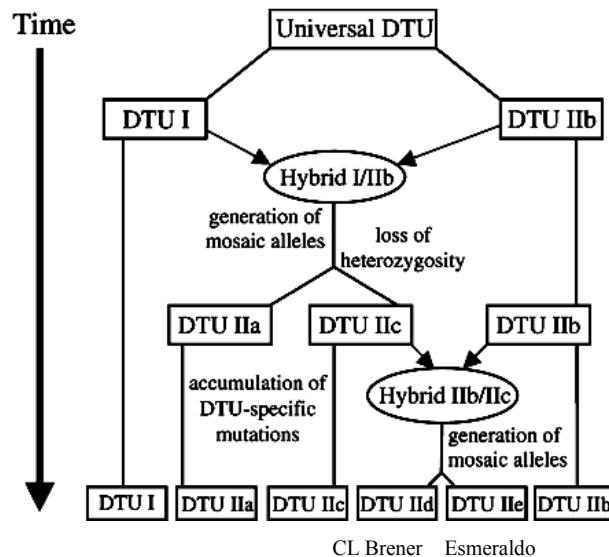 Time
Universal DTU
DTU I
DTU IIb
Hybrid I/IIb
generation of
mosaic alleles
loss of
heterozygosity
DTU IIa
DTU IIc
DTU IIb
accumulation of
DTU-specific
mutations
Hybrid IIb/IIc
generation of
mosaic alleles
DTU I
DTU IIa
DTU IIc
DTU IId
DTU IIe
DTU IIb
CL Brener
Esmeraldo